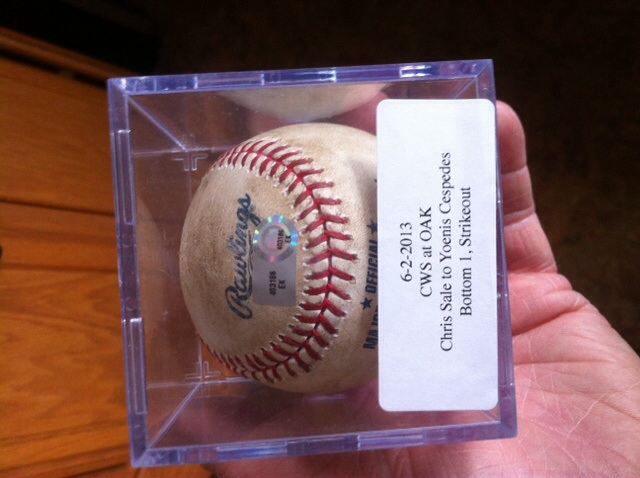 6-2-2013
CWS at OAK
Chris Sale to Yoenis Cespedes
Bottom 1, Strikeout
Rawlings
★ OFFICIAL ★